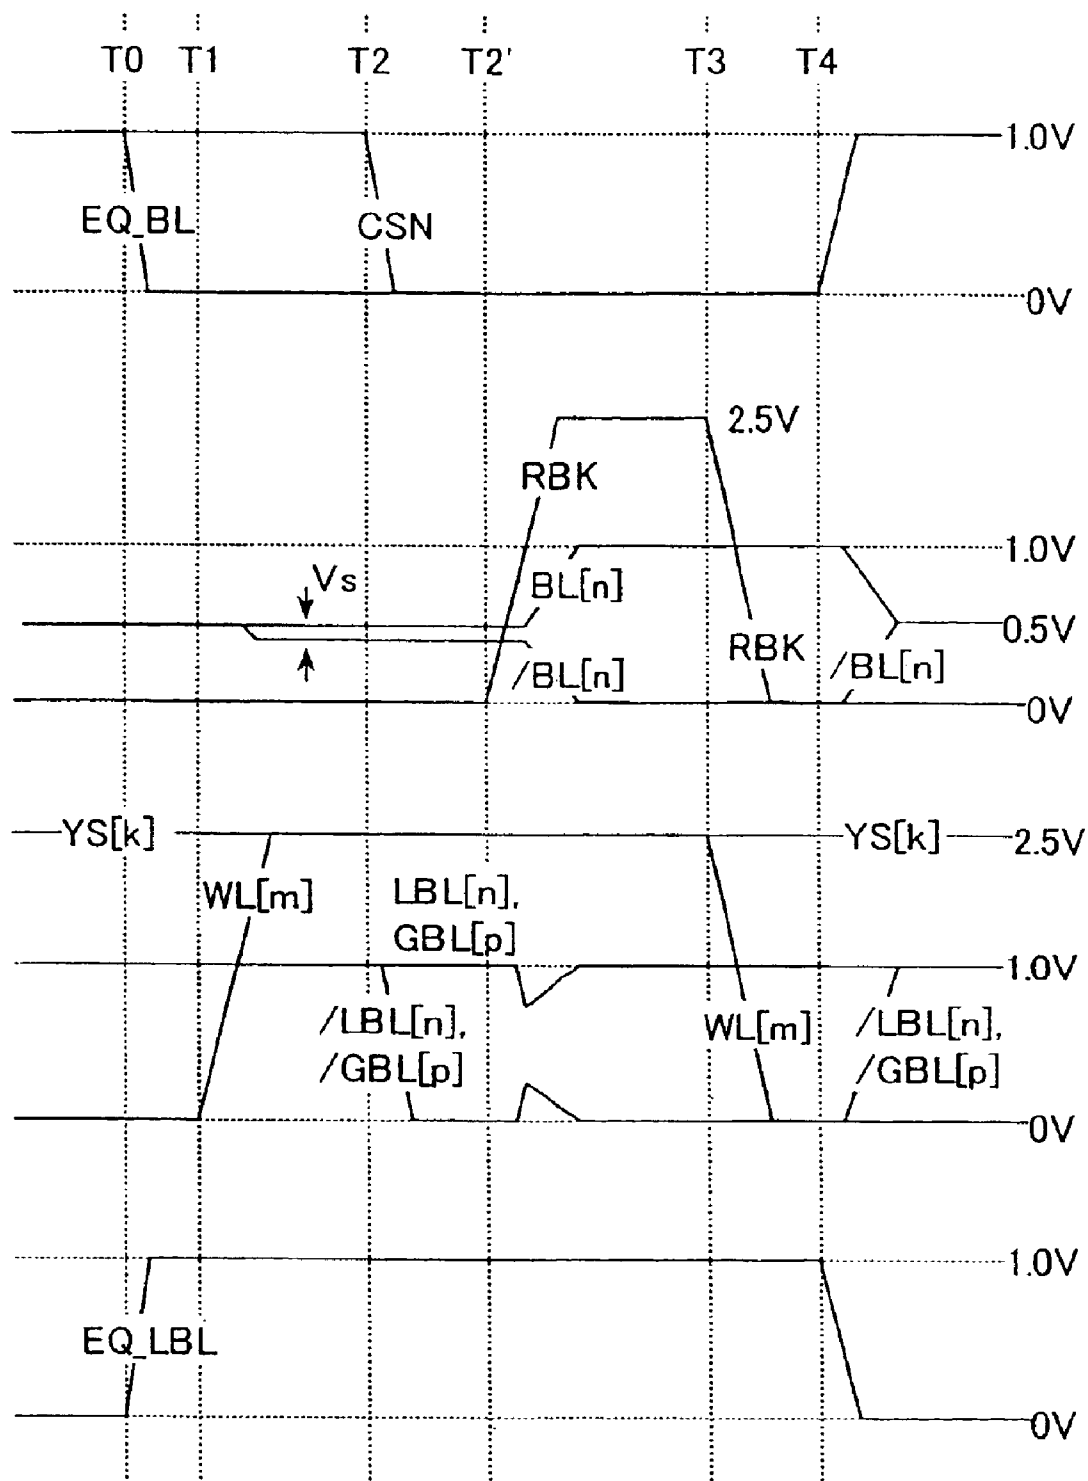 T0 T1 T2 T2' T3 T4
1.0V
EQ_BL CSN
0V
2.5V
RBK
1.0V
Vs BL[n]
0.5V
/BL[n] RBK /BL[n]
0V
YS[k] YS[k] 2.5V
WL[m] LBL[n],
GBL[p]
1.0V
/LBL[n], WL[m] /LBL[n],
/GBL[p] /GBL[p]
0V
1.0V
EQ_LBL
0V